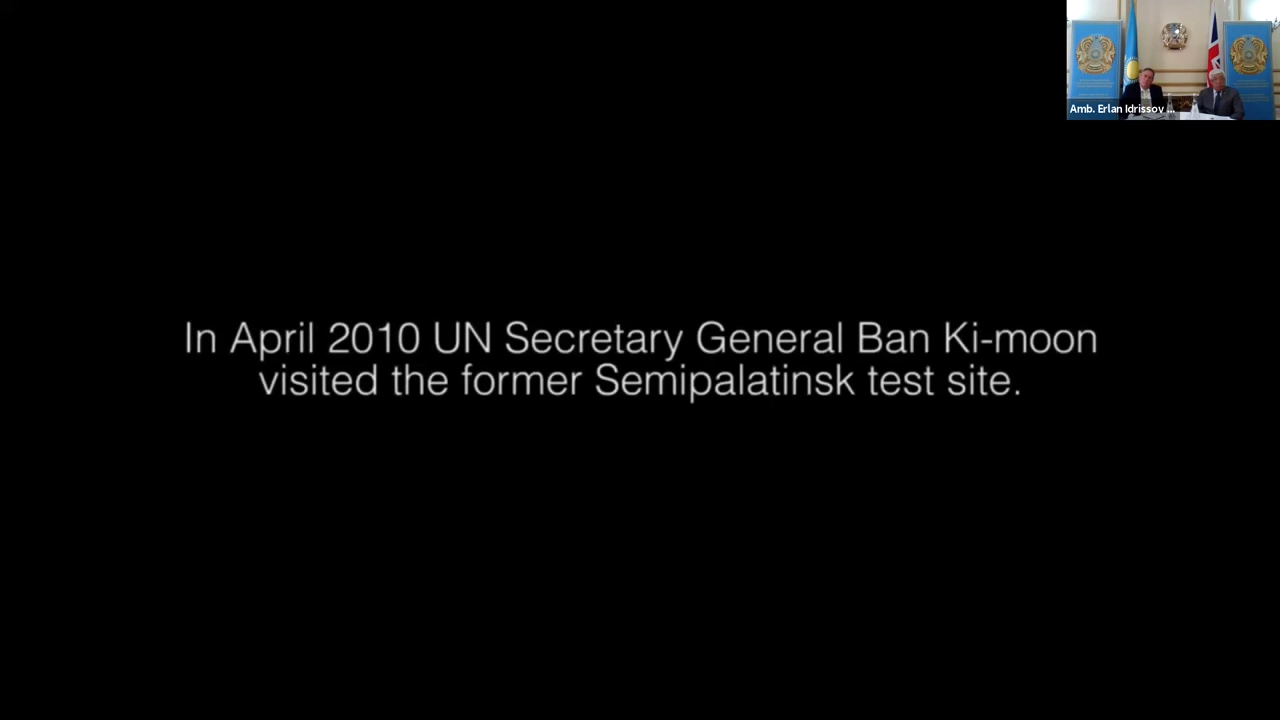 Amb. Erlan Idrissov ...
In April 2010 UN Secretary General Ban Ki-moon
visited the former Semipalatinsk test site.